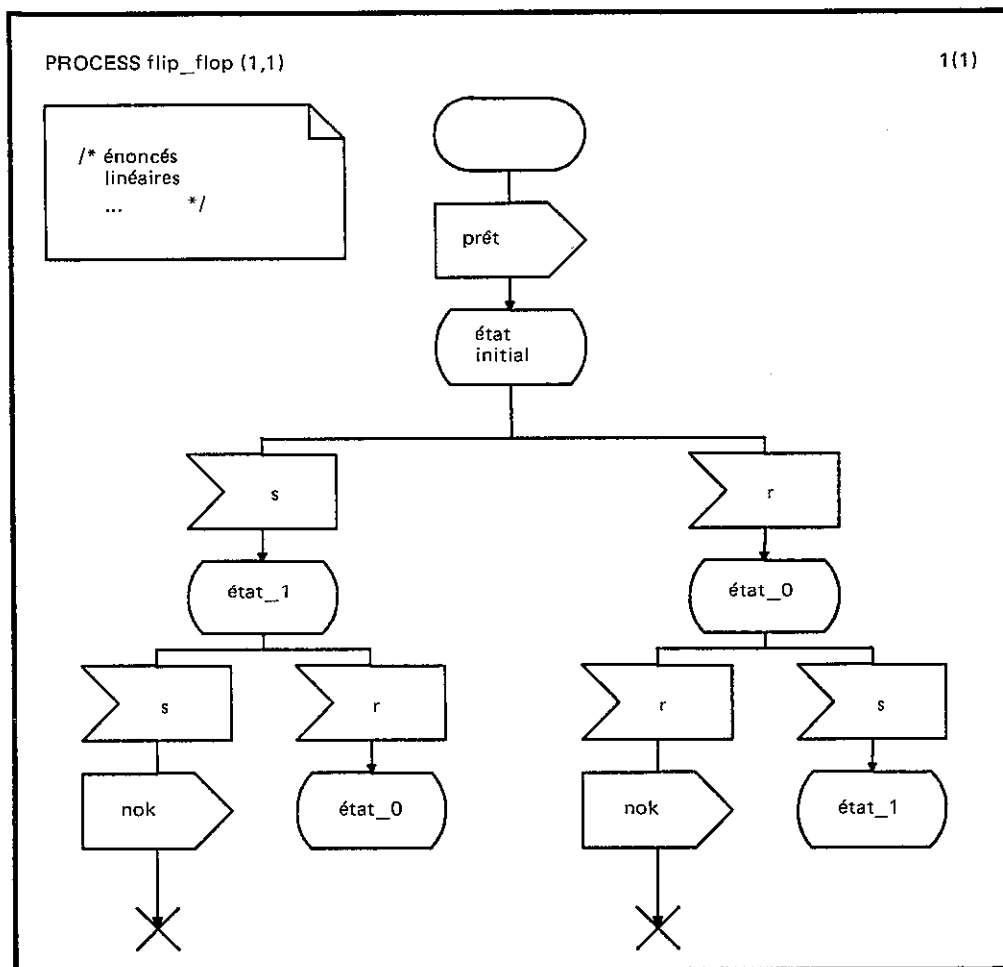 PROCESS flip_flop (1,1)
1(1)
/* énoncés
linéaires
... */
prêt
état
initial
s
r
état_1
état_0
s
r
r
s
nok
état_0
nok
état_1